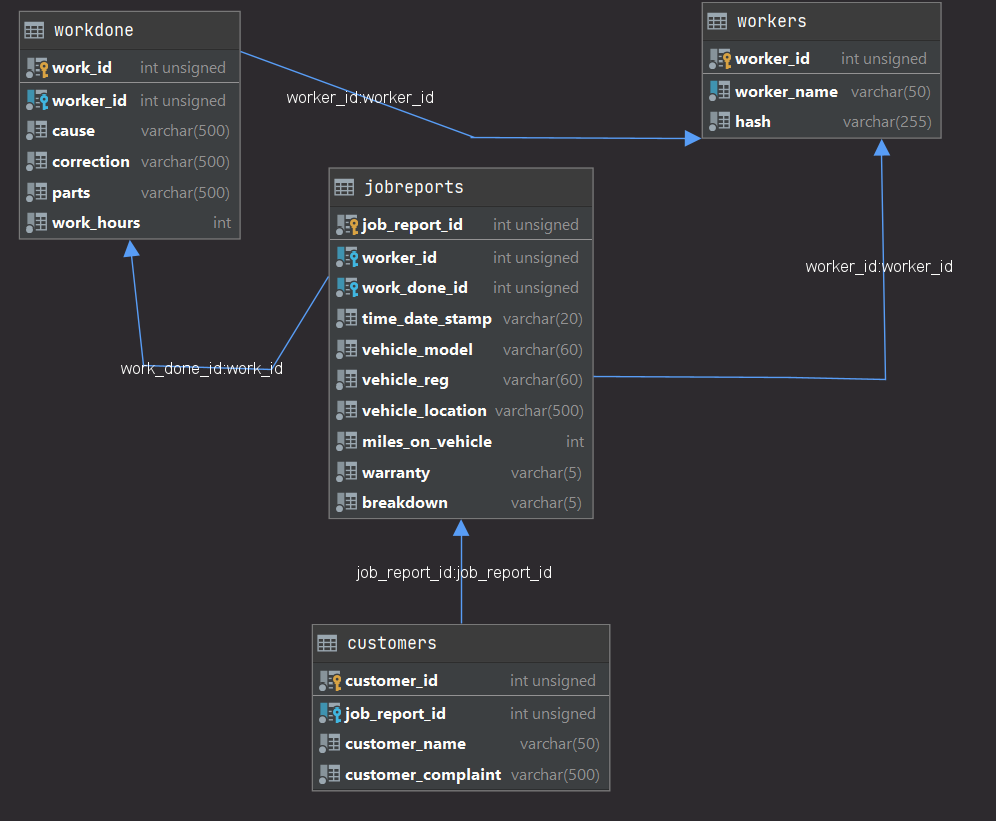 workdone
work_id int unsigned
worker_id int unsigned
cause varchar(500)
correction varchar(500)
parts varchar(500)
work_hours int
worker_id:worker_id
workers
worker_id int unsigned
worker_name varchar(50)
hash varchar(255)
jobreports
job_report_id int unsigned
worker_id int unsigned
work_done_id int unsigned
time_date_stamp varchar(20)
vehicle_model varchar(60)
vehicle_reg varchar(60)
vehicle_location varchar(500)
miles_on_vehicle int
warranty varchar(5)
breakdown varchar(5)
worker_id:worker_id
work_done_id:work_id
job_report_id:job_report_id
customers
customer_id int unsigned
job_report_id int unsigned
customer_name varchar(50)
customer_complaint varchar(500)